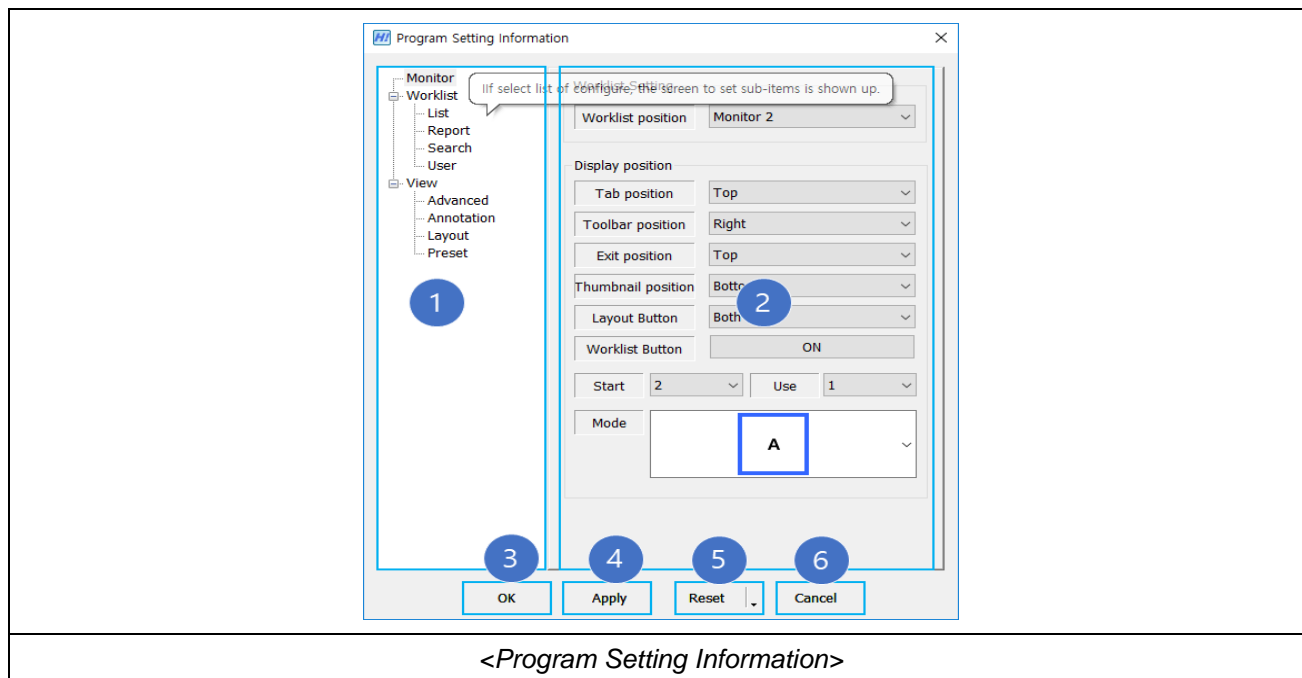 H! Program Setting Information
Monitor
Worklist
List
Report
Search
User
View
Advanced
Annotation
Layout
Preset
1
IIf select list of configure, the screen to set sub-items is shown up.
Worklist Setting
Worklist position Monitor 2
Display position
Tab position Top
Toolbar position Right
Exit position Top
Thumbnail position Botto
2
Layout Button Both
Worklist Button ON
Start 2 Use 1
Mode A
3 4 5 6
OK Apply Reset Cancel
<Program Setting Information>